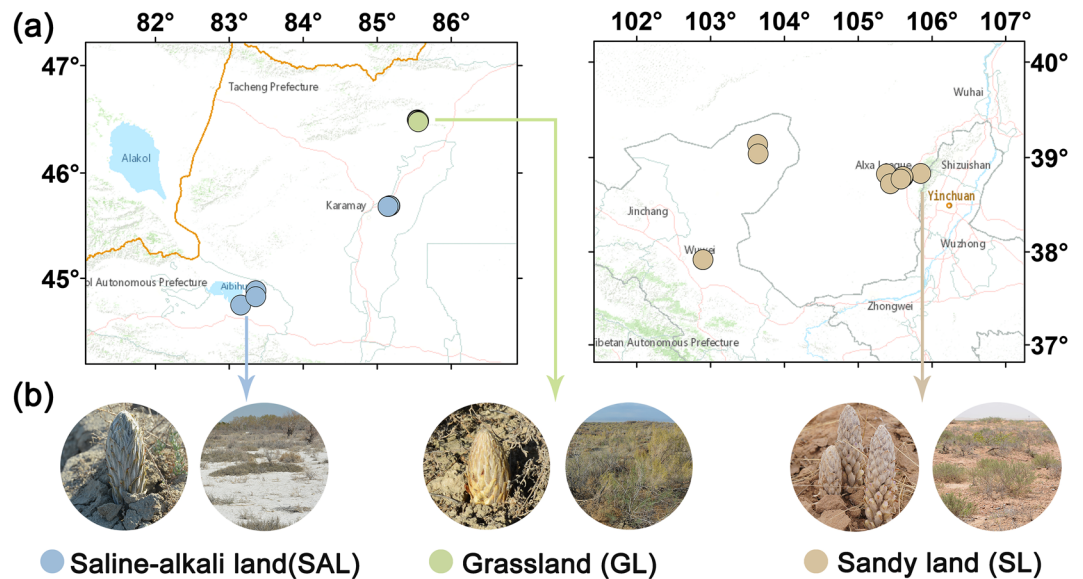 (a)
82 83 84 85 86
102° 103° 104° 105° 106° 107°
47°
46°
45°
Tacheng Prefecture
Alakol
Karamay
ol Autonomous Prefecture
Aibihu
40°
39°
38°
37°
Wuhai
Alxa League
Shizuishan
Yinchuan
Jinchang
Wuwei
Wuzhong
Zhongwei
ibetan Autonomous Prefecture
(b)
Saline-alkali land(SAL) Grassland (GL) Sandy land (SL)